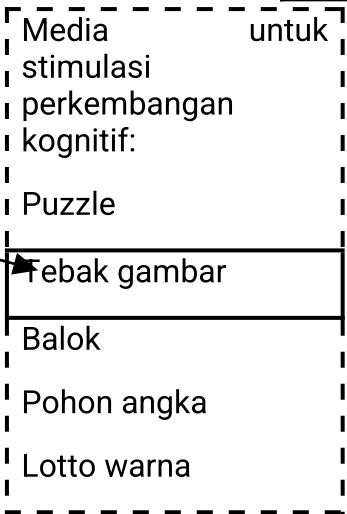 Media untuk
stimulasi
perkembangan
kognitif:
Puzzle
Tebak gambar
Balok
Pohon angka
Lotto warna